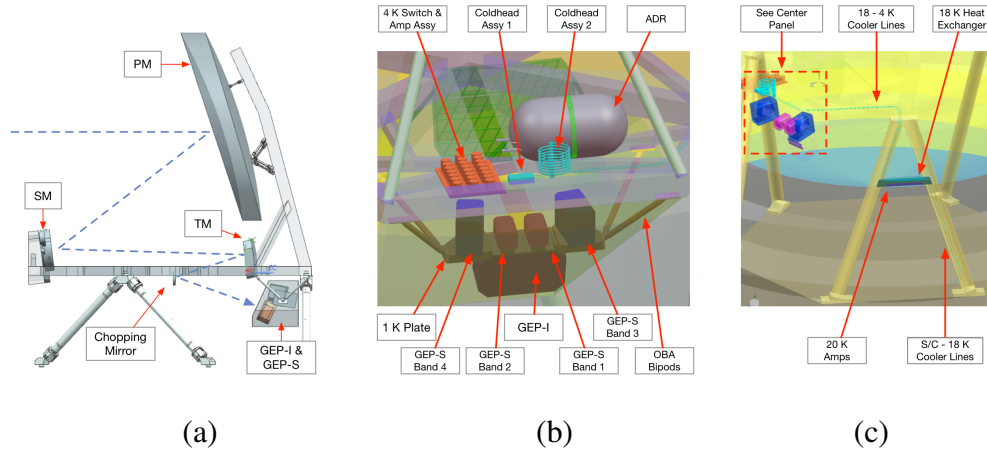 PM
SM
TM
Chopping
Mirror
GEP-I &
GEP-S
(a)
4 K Switch &
Amp Assy
Coldhead
Assy 1
Coldhead
Assy 2
ADR
1 K Plate
GEP-S
Band 4
GEP-S
Band 2
GEP-I
GEP-S
Band 1
GEP-S
Band 3
OBA
Bipods
(b)
See Center
Panel
18 - 4 K
Cooler Lines
18 K Heat
Exchanger
20 K
Amps
S/C - 18 K
Cooler Lines
(c)